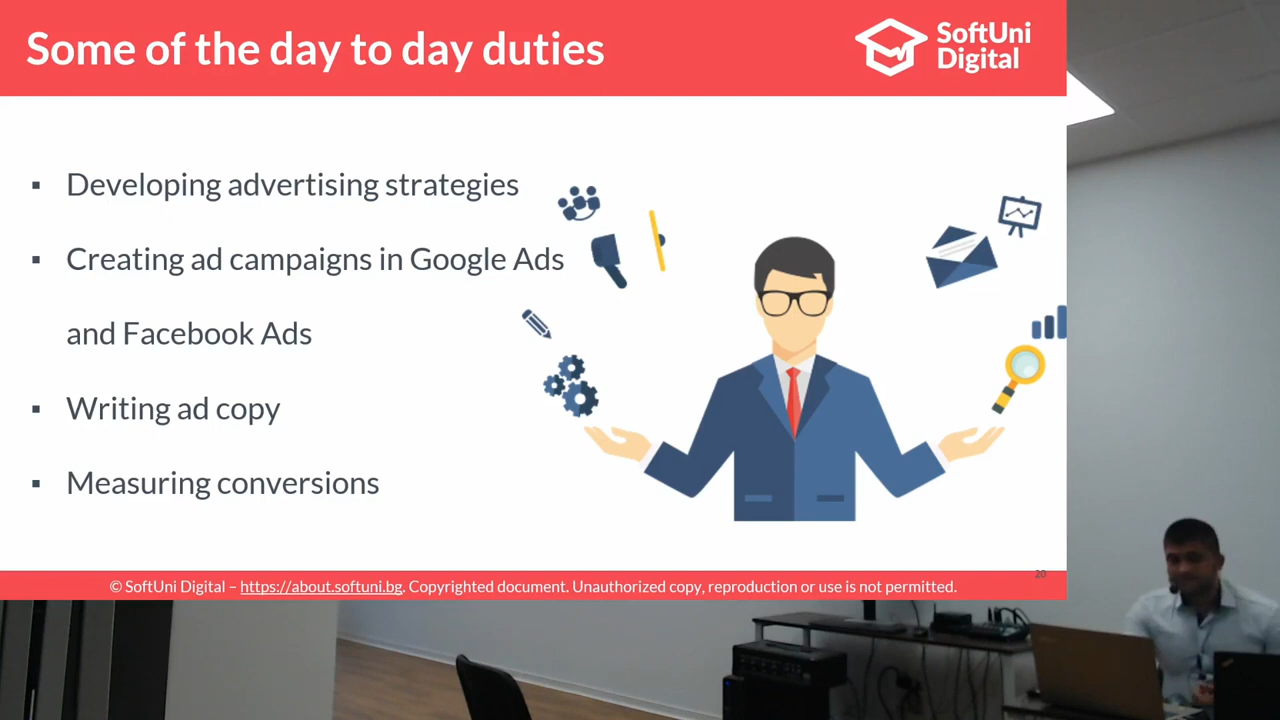 Some of the day to day duties
SoftUni
Digital
▪ Developing advertising strategies
▪ Creating ad campaigns in Google Ads
and Facebook Ads
▪ Writing ad copy
▪ Measuring conversions
20
© SoftUni Digital – https://about.softuni.bg. Copyrighted document. Unauthorized copy, reproduction or use is not permitted.